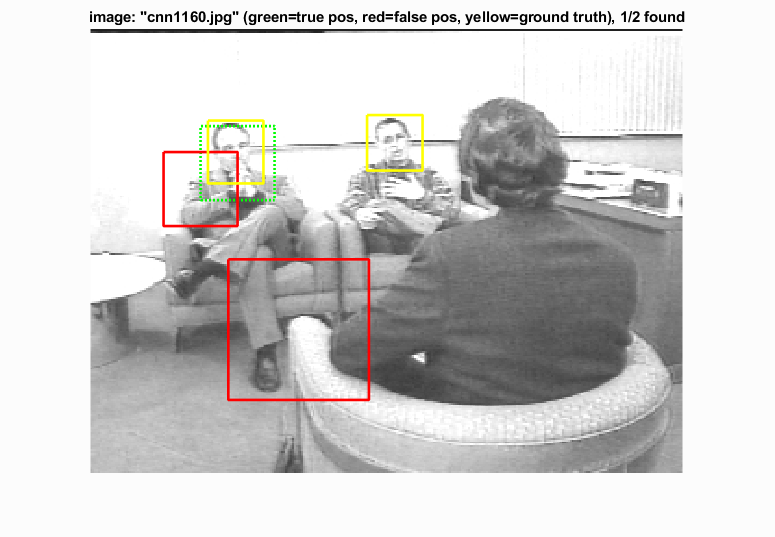 image: "cnn1160.jpg" (green=true pos, red=false pos, yellow=ground truth), 1/2 found